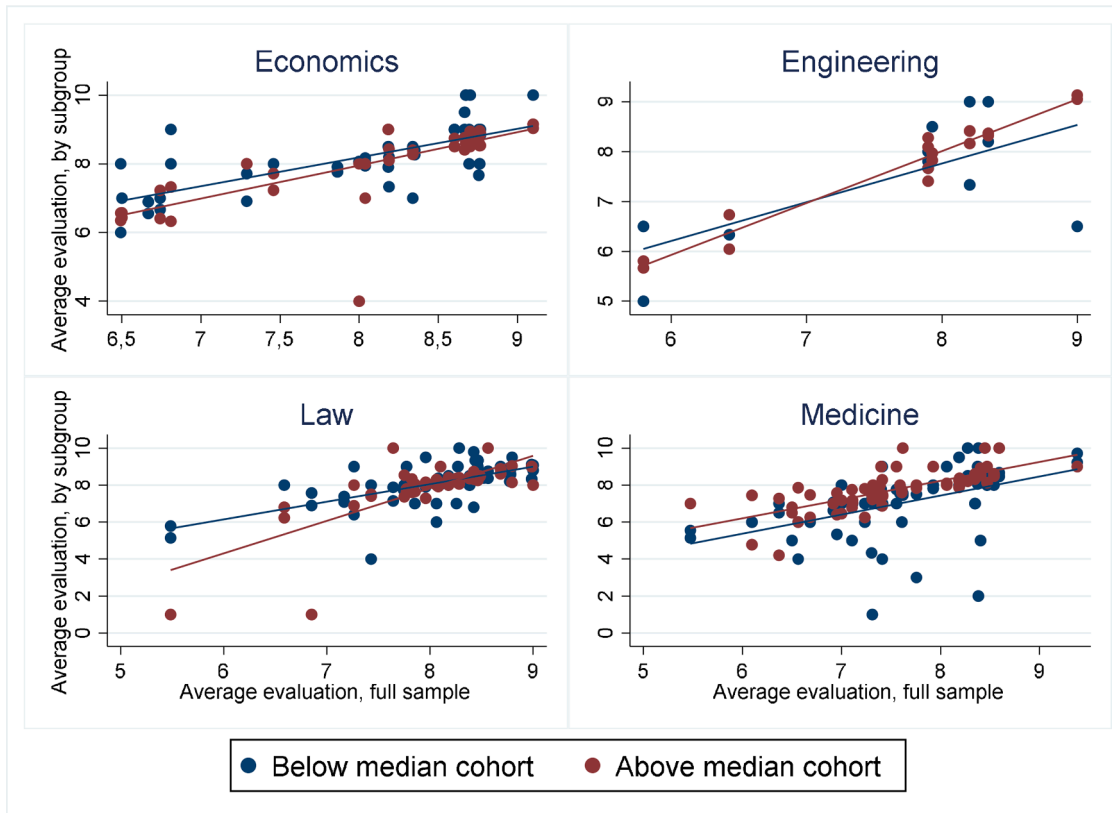 Economics
Average evaluation, by subgroup
10
8
6
4
6,5 7 7,5 8 8,5 9
Engineering
9
8
7
6
5
6 7 8 9
Law
Average evaluation, by subgroup
10
8
6
4
2
0
5 6 7 8 9
Average evaluation, full sample
Medicine
10
8
6
4
2
0
5 6 7 8 9
Average evaluation, full sample
Below median cohort Above median cohort